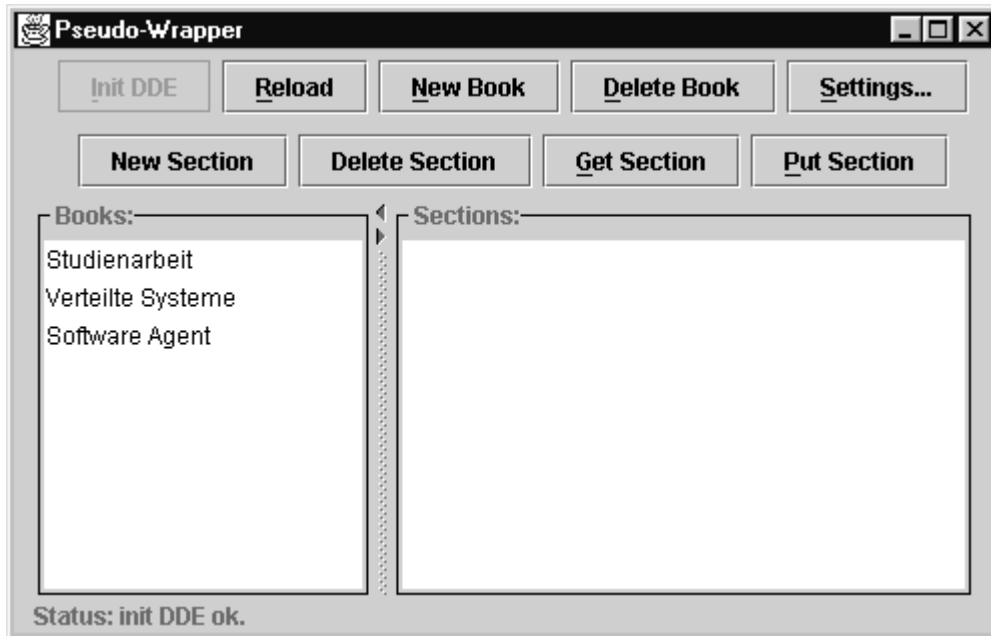 Pseudo-Wrapper
Init DDE Reload New Book Delete Book Settings...
New Section Delete Section Get Section Put Section
Books: Sections:
Studienarbeit
Verteilte Systeme
Software Agent
Status: init DDE ok.